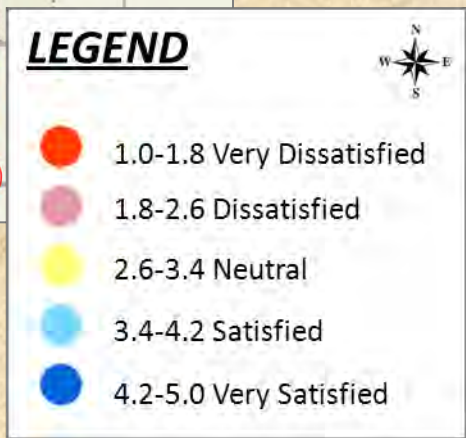 LEGEND
N
W E
S
1.0-1.8 Very Dissatisfied
1.8-2.6 Dissatisfied
2.6-3.4 Neutral
3.4-4.2 Satisfied
4.2-5.0 Very Satisfied